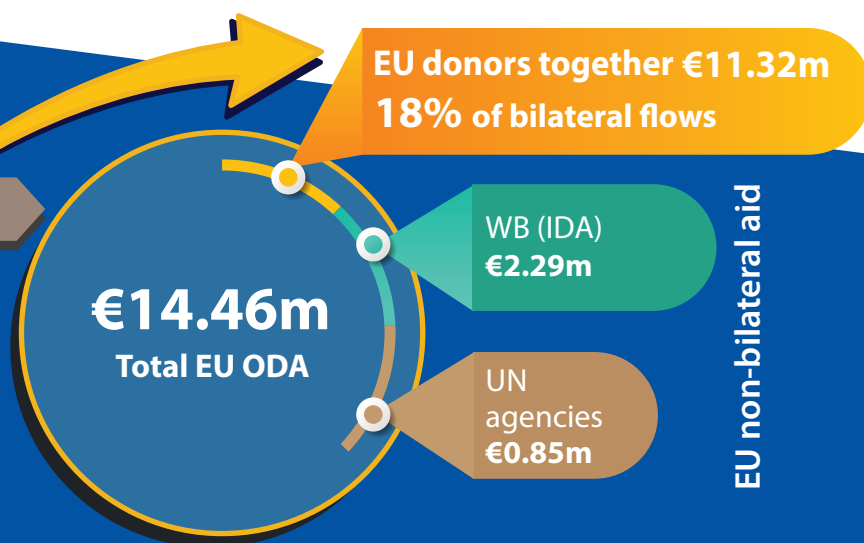 EU donors together €11.32m
18% of bilateral flows
WB (IDA)
€2.29m
€14.46m
Total EU ODA
UN
agencies
€0.85m
EU non-bilateral aid